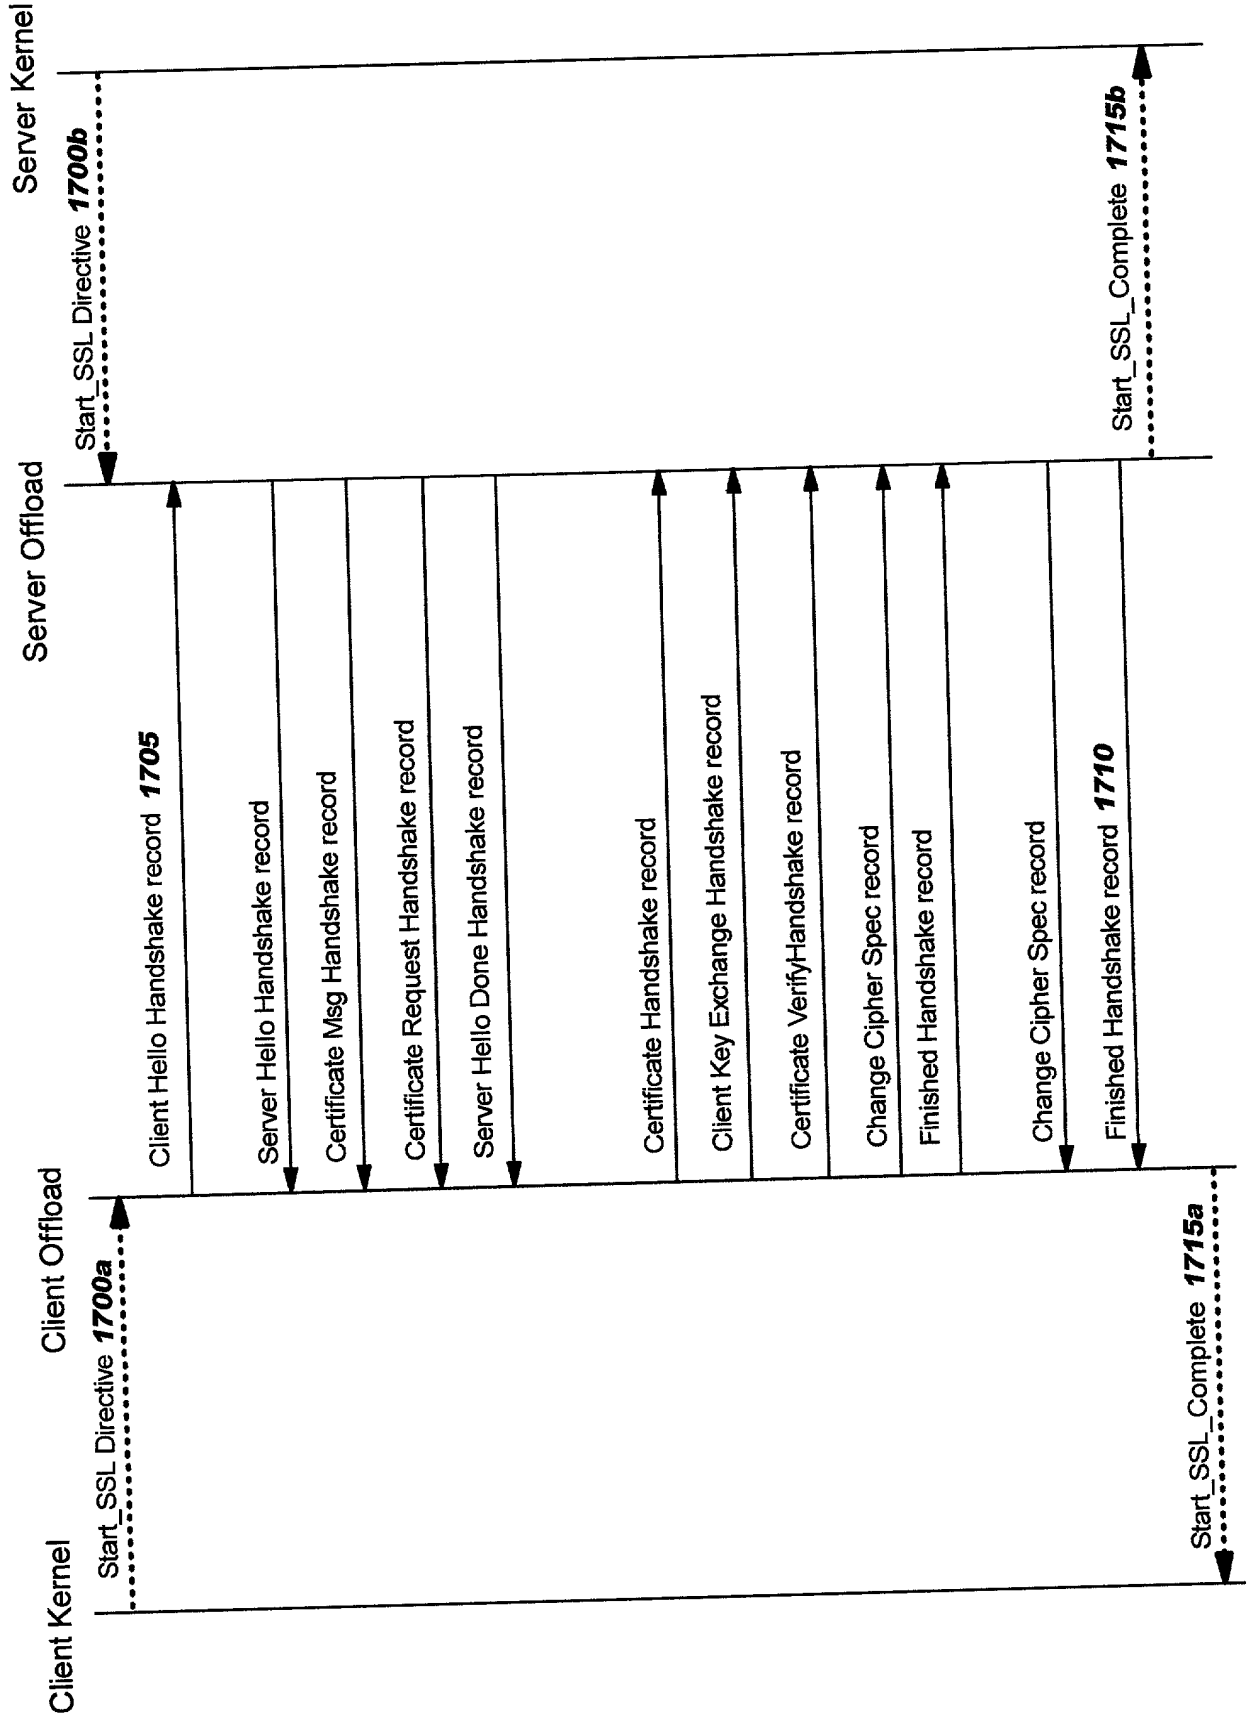 Client Kernel
Client Offload
Server Offload
Server Kernel
Start_SSL Directive 1700a
Start_SSL Directive 1700b
Client Hello Handshake record 1705
Server Hello Handshake record
Certificate Msg Handshake record
Certificate Request Handshake record
Server Hello Done Handshake record
Certificate Handshake record
Client Key Exchange Handshake record
Certificate VerifyHandshake record
Change Cipher Spec record
Finished Handshake record
Change Cipher Spec record
Finished Handshake record 1710
Start_SSL_Complete 1715a
Start_SSL_Complete 1715b